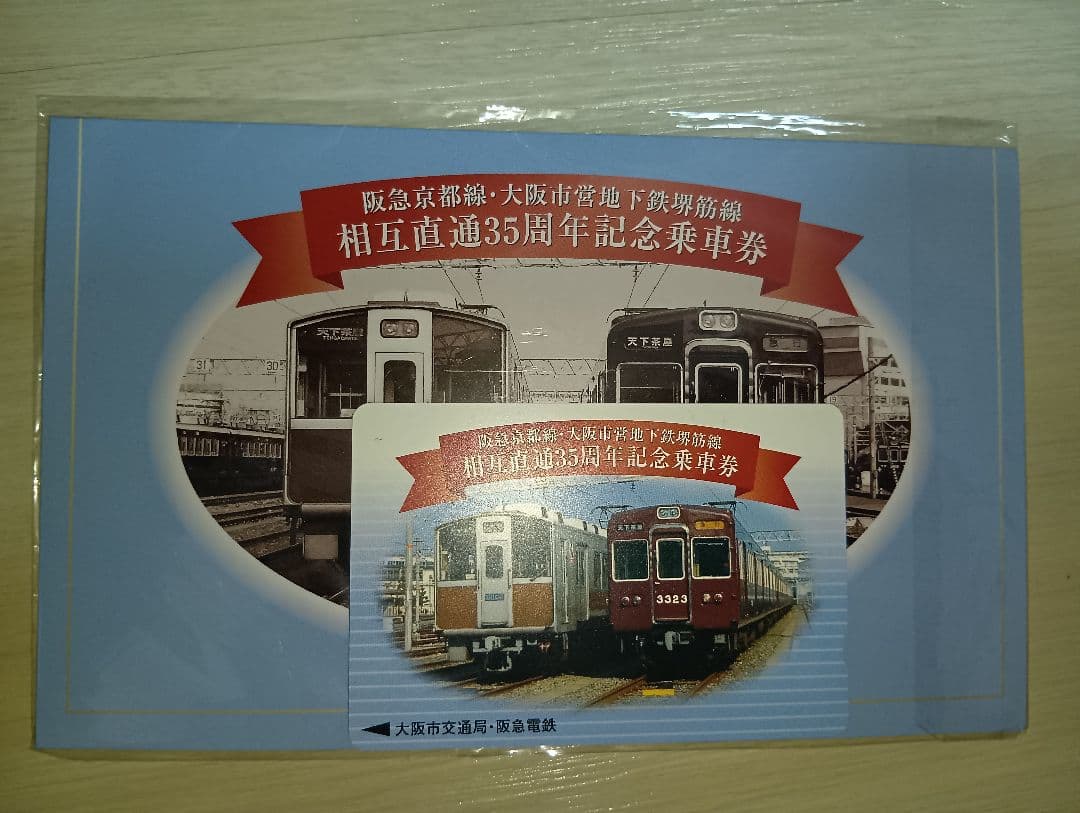 阪急京都線・大阪市営地下鉄堺筋線
相互直通35周年記念乗車券
天下茶屋
TENGACHAYA
天下茶屋
31
30
阪急京都線・大阪市営地下鉄堺筋線
相互直通35周年記念乗車券
天下茶屋
3323
大阪市交通局・阪急電鉄